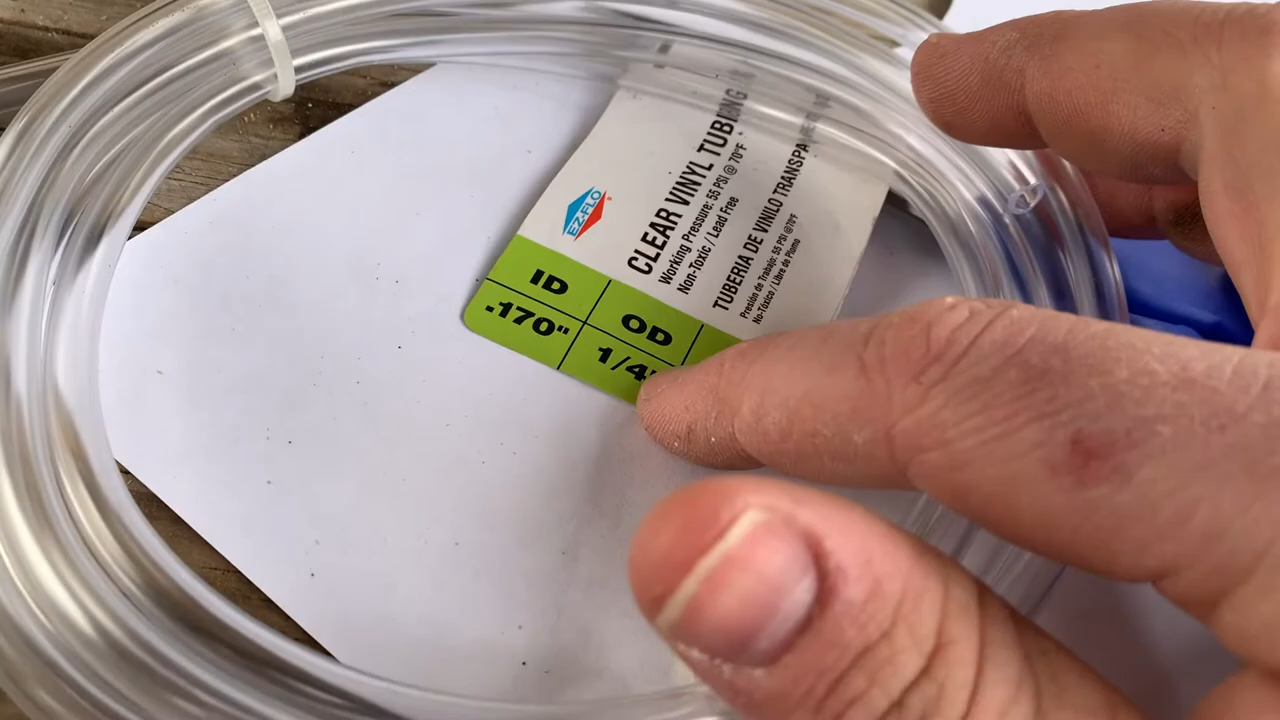 EZ-FLO
CLEAR VINYL TUBING
Working Pressure: 55 PSI @ 70°F
Non-Toxic / Lead Free
TUBERIA DE VINILO TRANSPARENTE
Presión de Trabajo: 55 PSI @70°F
No-Tóxico / Libre de Plomo
ID
OD
.170"
1/4"